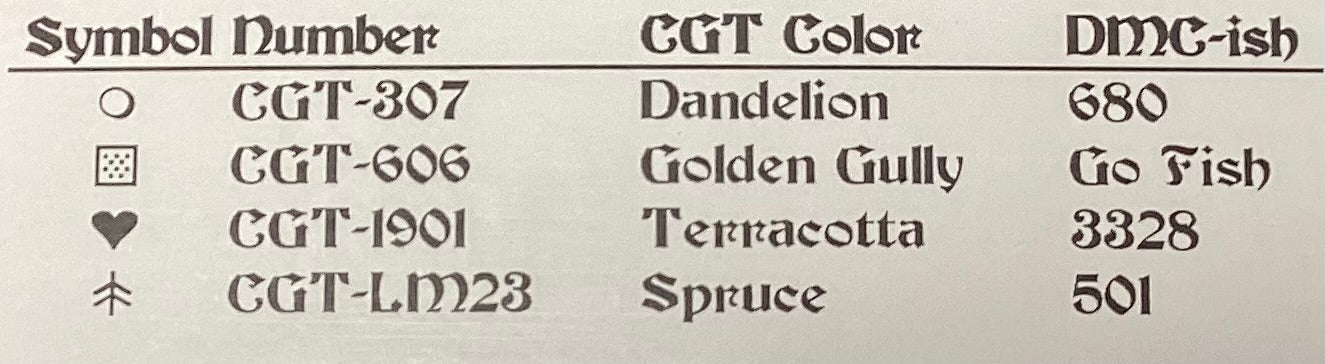 Symbol Number CGT Color DMC-ish
CGT-307 Dandelion 680
CGT-606 Golden Gully Go Fish
CGT-1901 Terracotta 3328
CGT-LM23 Spruce 501